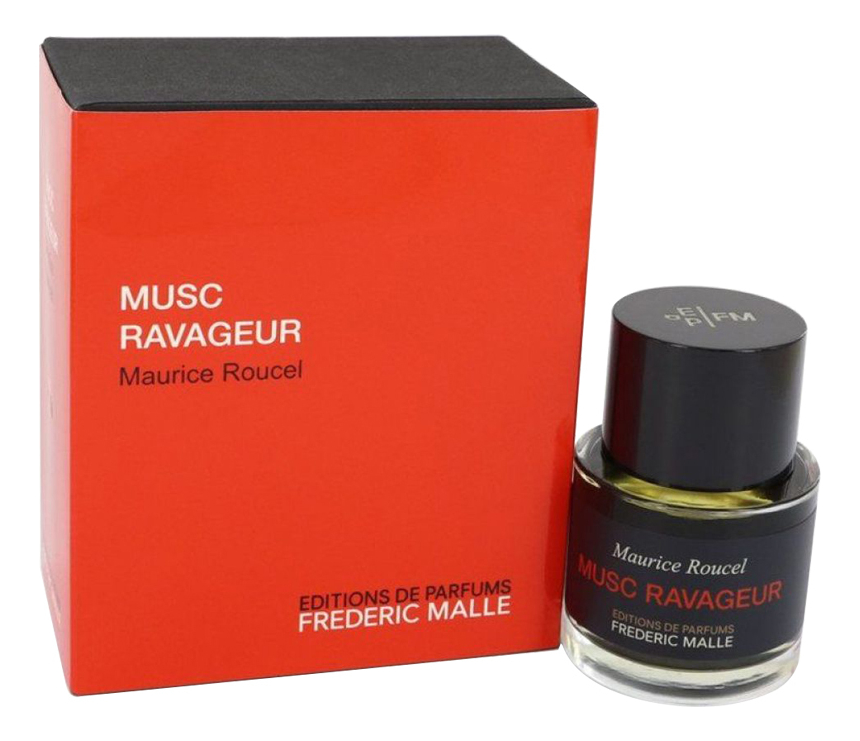 MUSC
RAVAGEUR
Maurice Roucel
EDITIONS DE PARFUMS
FREDERIC MALLE
EP|FM
Maurice Roucel
MUSC RAVAGEUR
EDITIONS DE PARFUMS
FREDERIC MALLE